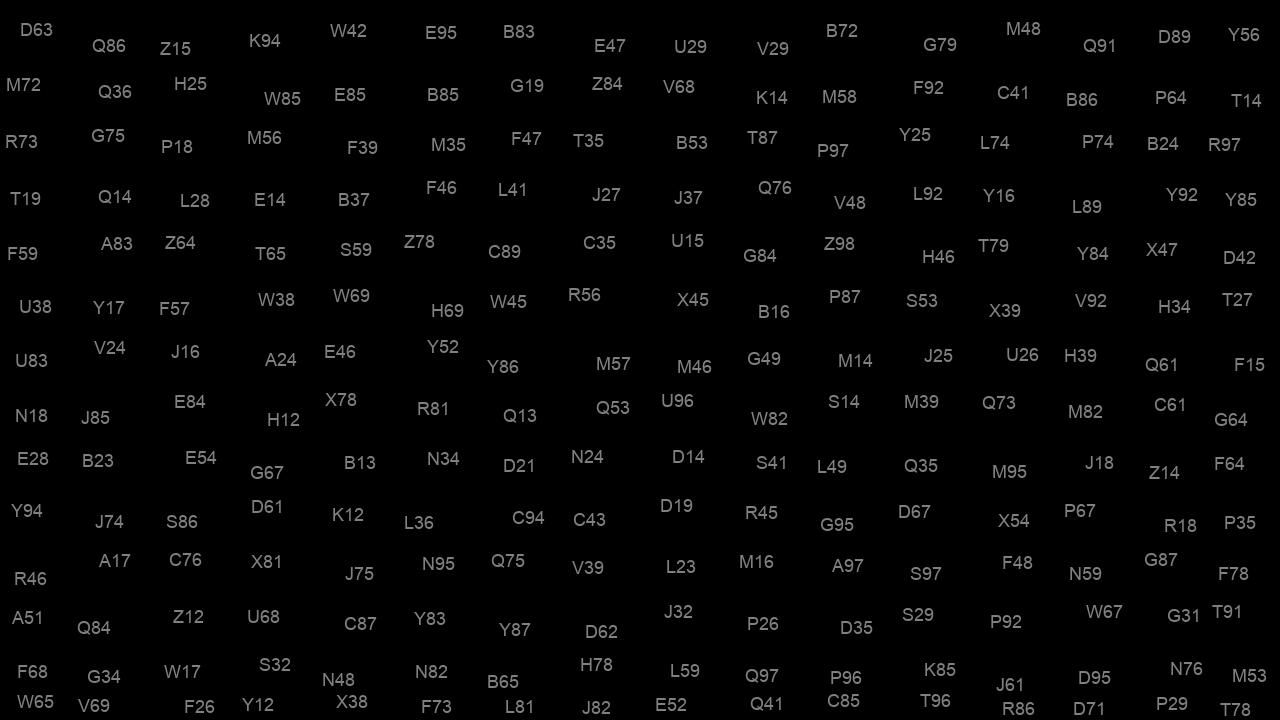 D63 Q86 Z15 K94 W42 E95 B83 E47 U29 V29 B72 G79 M48 Q91 D89 Y56
M72 Q36 H25 W85 E85 B85 G19 Z84 V68 K14 M58 F92 C41 B86 P64 T14
R73 G75 P18 M56 F39 M35 F47 T35 B53 T87 P97 Y25 L74 P74 B24 R97
T19 Q14 L28 E14 B37 F46 L41 J27 J37 Q76 V48 L92 Y16 L89 Y92 Y85
F59 A83 Z64 T65 S59 Z78 C89 C35 U15 G84 Z98 H46 T79 Y84 X47 D42
U38 Y17 F57 W38 W69 H69 W45 R56 X45 B16 P87 S53 X39 V92 H34 T27
U83 V24 J16 A24 E46 Y52 Y86 M57 M46 G49 M14 J25 U26 H39 Q61 F15
N18 J85 E84 H12 X78 R81 Q13 Q53 U96 W82 S14 M39 Q73 M82 C61 G64
E28 B23 E54 G67 B13 N34 D21 N24 D14 S41 L49 Q35 M95 J18 Z14 F64
Y94 J74 S86 D61 K12 L36 C94 C43 D19 R45 G95 D67 X54 P67 R18 P35
R46 A17 C76 X81 J75 N95 Q75 V39 L23 M16 A97 S97 F48 N59 G87 F78
A51 Q84 Z12 U68 C87 Y83 Y87 D62 J32 P26 D35 S29 P92 W67 G31 T91
F68 G34 W17 S32 N48 N82 B65 H78 L59 Q97 P96 K85 J61 D95 N76 M53
W65 V69 F26 Y12 X38 F73 L81 J82 E52 Q41 C85 T96 R86 D71 P29 T78